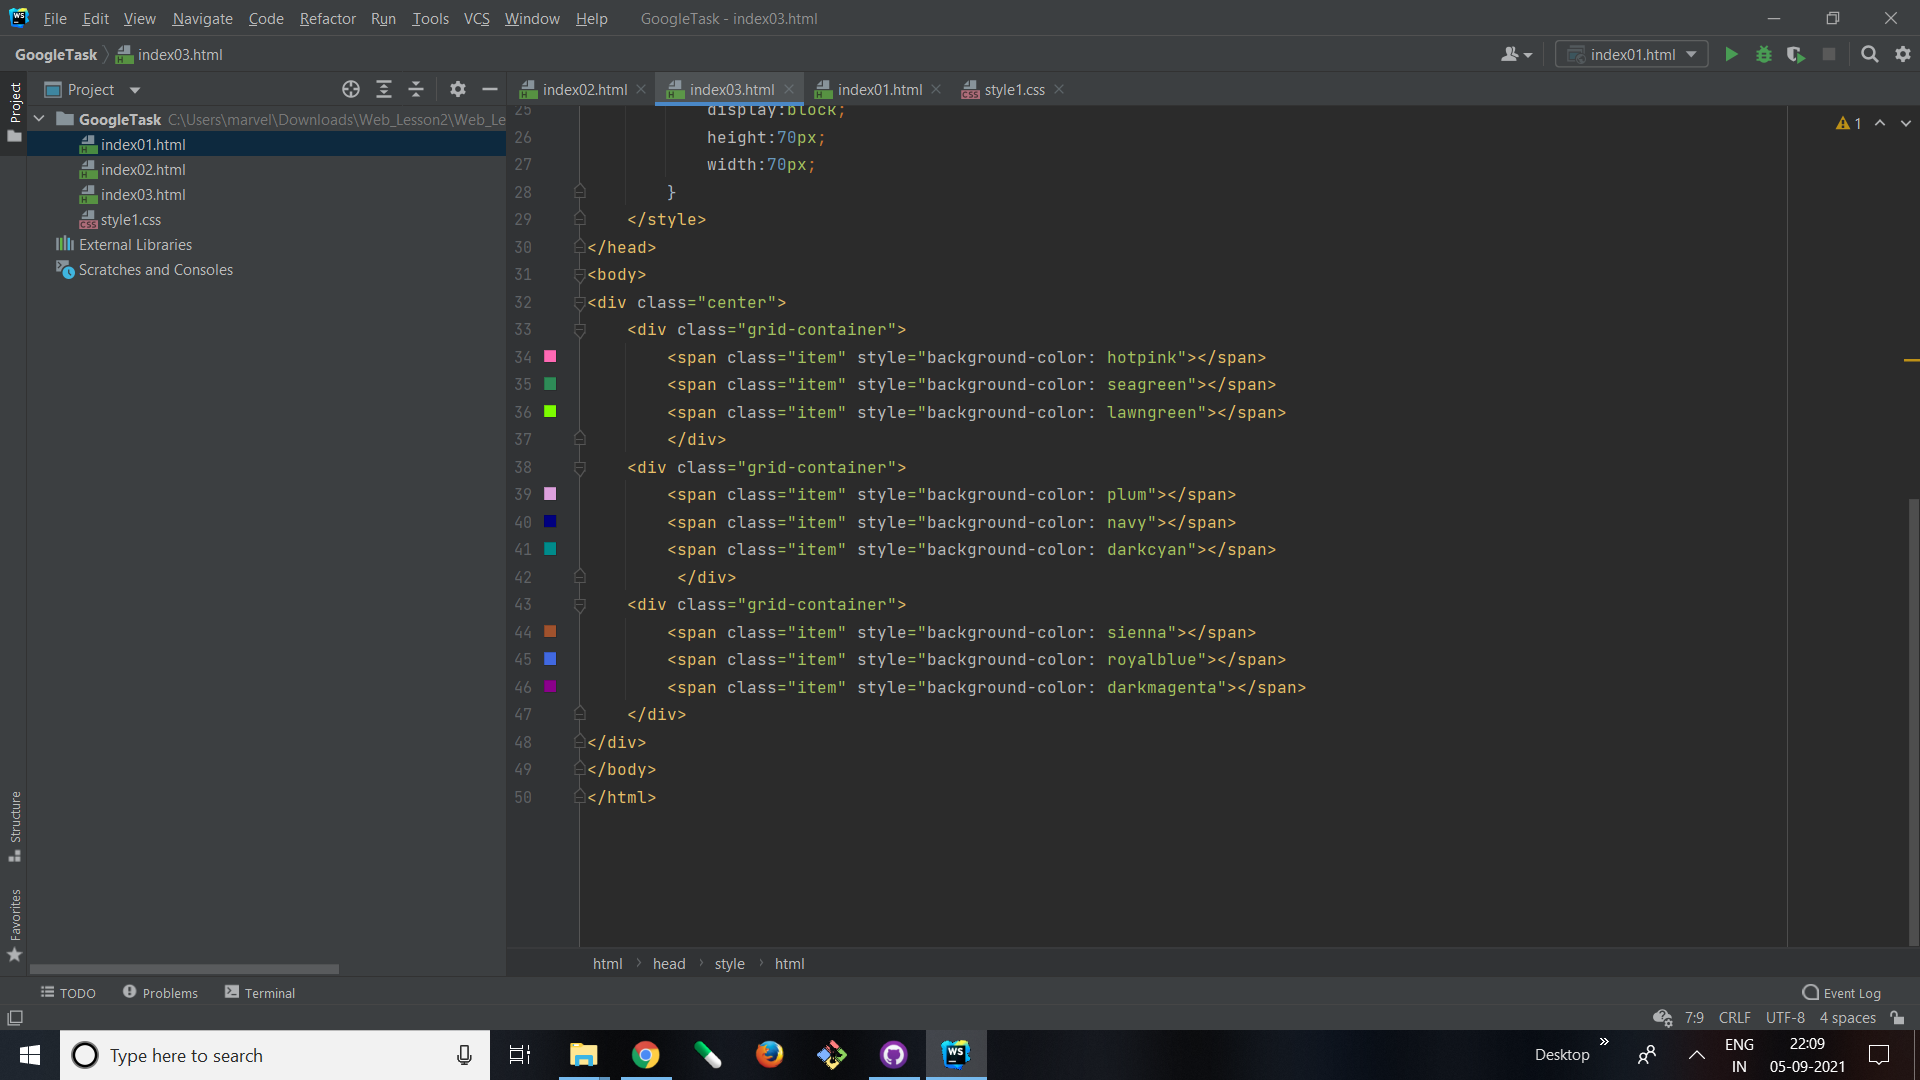 File Edit View Navigate Code Refactor Run Tools VCS Window Help GoogleTask - index03.html
GoogleTask index03.html index01.html
Project
Project
index02.html index03.html index01.html style1.css
GoogleTask C:\Users\marvel\Downloads\Web_Lesson2\Web_Le
index01.html
index02.html
index03.html
style1.css
External Libraries
Scratches and Consoles
1
25 display:block;
26 height:70px;
27 width:70px;
28 }
29 </style>
30 </head>
31 <body>
32 <div class="center">
33 <div class="grid-container">
34 <span class="item" style="background-color: hotpink"></span>
35 <span class="item" style="background-color: seagreen"></span>
36 <span class="item" style="background-color: lawngreen"></span>
37 </div>
38 <div class="grid-container">
39 <span class="item" style="background-color: plum"></span>
40 <span class="item" style="background-color: navy"></span>
41 <span class="item" style="background-color: darkcyan"></span>
42 </div>
43 <div class="grid-container">
44 <span class="item" style="background-color: sienna"></span>
45 <span class="item" style="background-color: royalblue"></span>
46 <span class="item" style="background-color: darkmagenta"></span>
47 </div>
48 </div>
49 </body>
50 </html>
Structure
Favorites
html head style html
TODO Problems Terminal Event Log
7:9 CRLF UTF-8 4 spaces
Type here to search
WS
Desktop
ENG
IN
22:09
05-09-2021